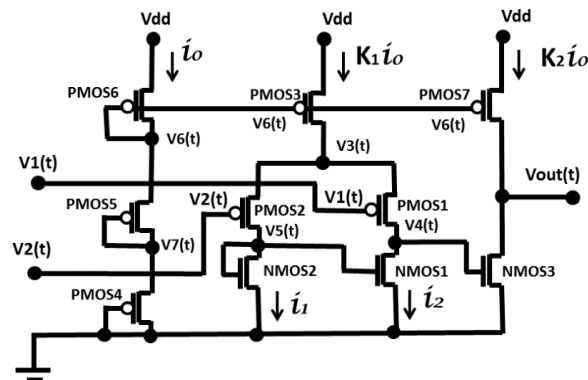 Vdd
Vdd
Vdd
i₀
K₁i₀
K₂i₀
PMOS6
PMOS3
PMOS7
V6(t)
V6(t)
V6(t)
V3(t)
V1(t)
Vout(t)
PMOS5
V2(t)
PMOS2
V1(t)
PMOS1
V7(t)
V5(t)
V4(t)
V2(t)
NMOS2
NMOS1
NMOS3
PMOS4
i₁
i₂